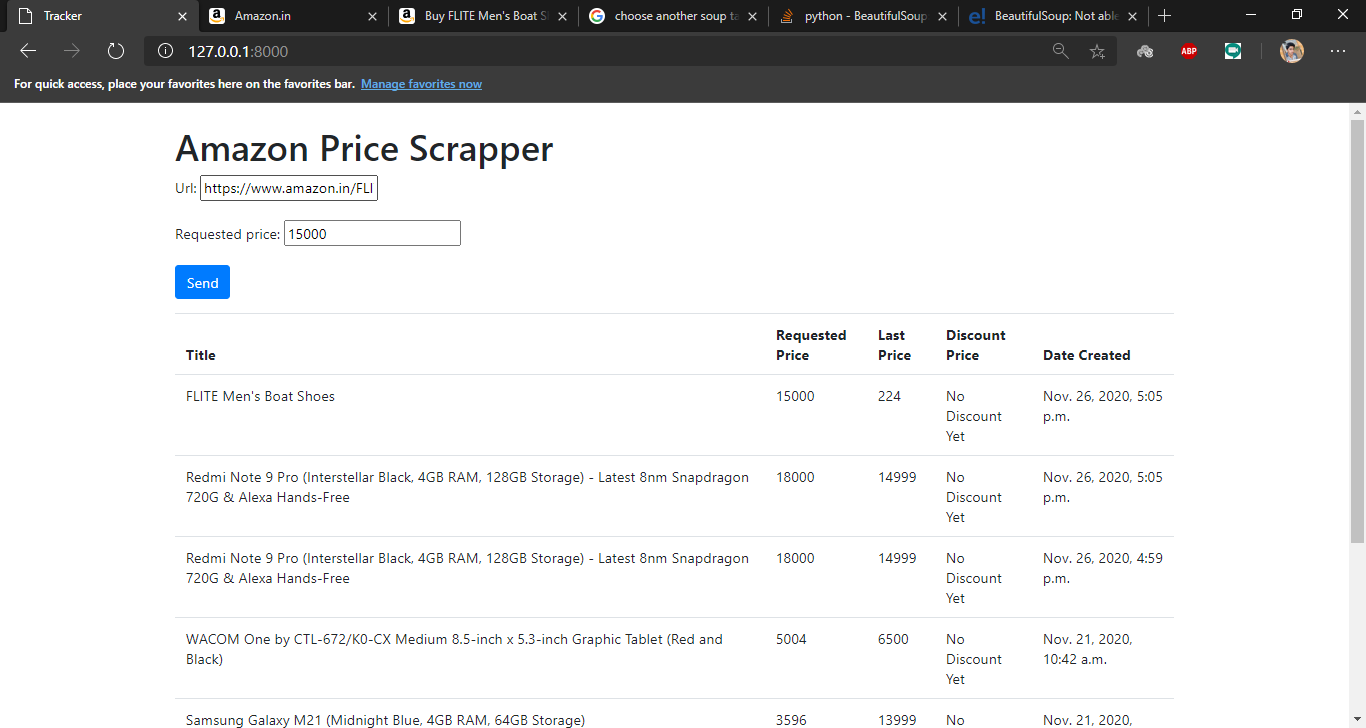 Tracker
Amazon.in
Buy FLITE Men's Boat S
choose another soup ta
python - BeautifulSoup
BeautifulSoup: Not able
127.0.0.1:8000
ABP
For quick access, place your favorites here on the favorites bar. Manage favorites now
Amazon Price Scrapper
Url: https://www.amazon.in/FLI
Requested price: 15000
Send
Requested Last Discount
Title Price Price Price Date Created
FLITE Men's Boat Shoes 15000 224 No Nov. 26, 2020, 5:05
Discount p.m.
Yet
Redmi Note 9 Pro (Interstellar Black, 4GB RAM, 128GB Storage) - Latest 8nm Snapdragon 18000 14999 No Nov. 26, 2020, 5:05
720G & Alexa Hands-Free Discount p.m.
Yet
Redmi Note 9 Pro (Interstellar Black, 4GB RAM, 128GB Storage) - Latest 8nm Snapdragon 18000 14999 No Nov. 26, 2020, 4:59
720G & Alexa Hands-Free Discount p.m.
Yet
WACOM One by CTL-672/K0-CX Medium 8.5-inch x 5.3-inch Graphic Tablet (Red and 5004 6500 No Nov. 21, 2020,
Black) Discount 10:42 a.m.
Yet
Samsung Galaxy M21 (Midnight Blue, 4GB RAM, 64GB Storage) 3596 13999 No Nov. 21, 2020,